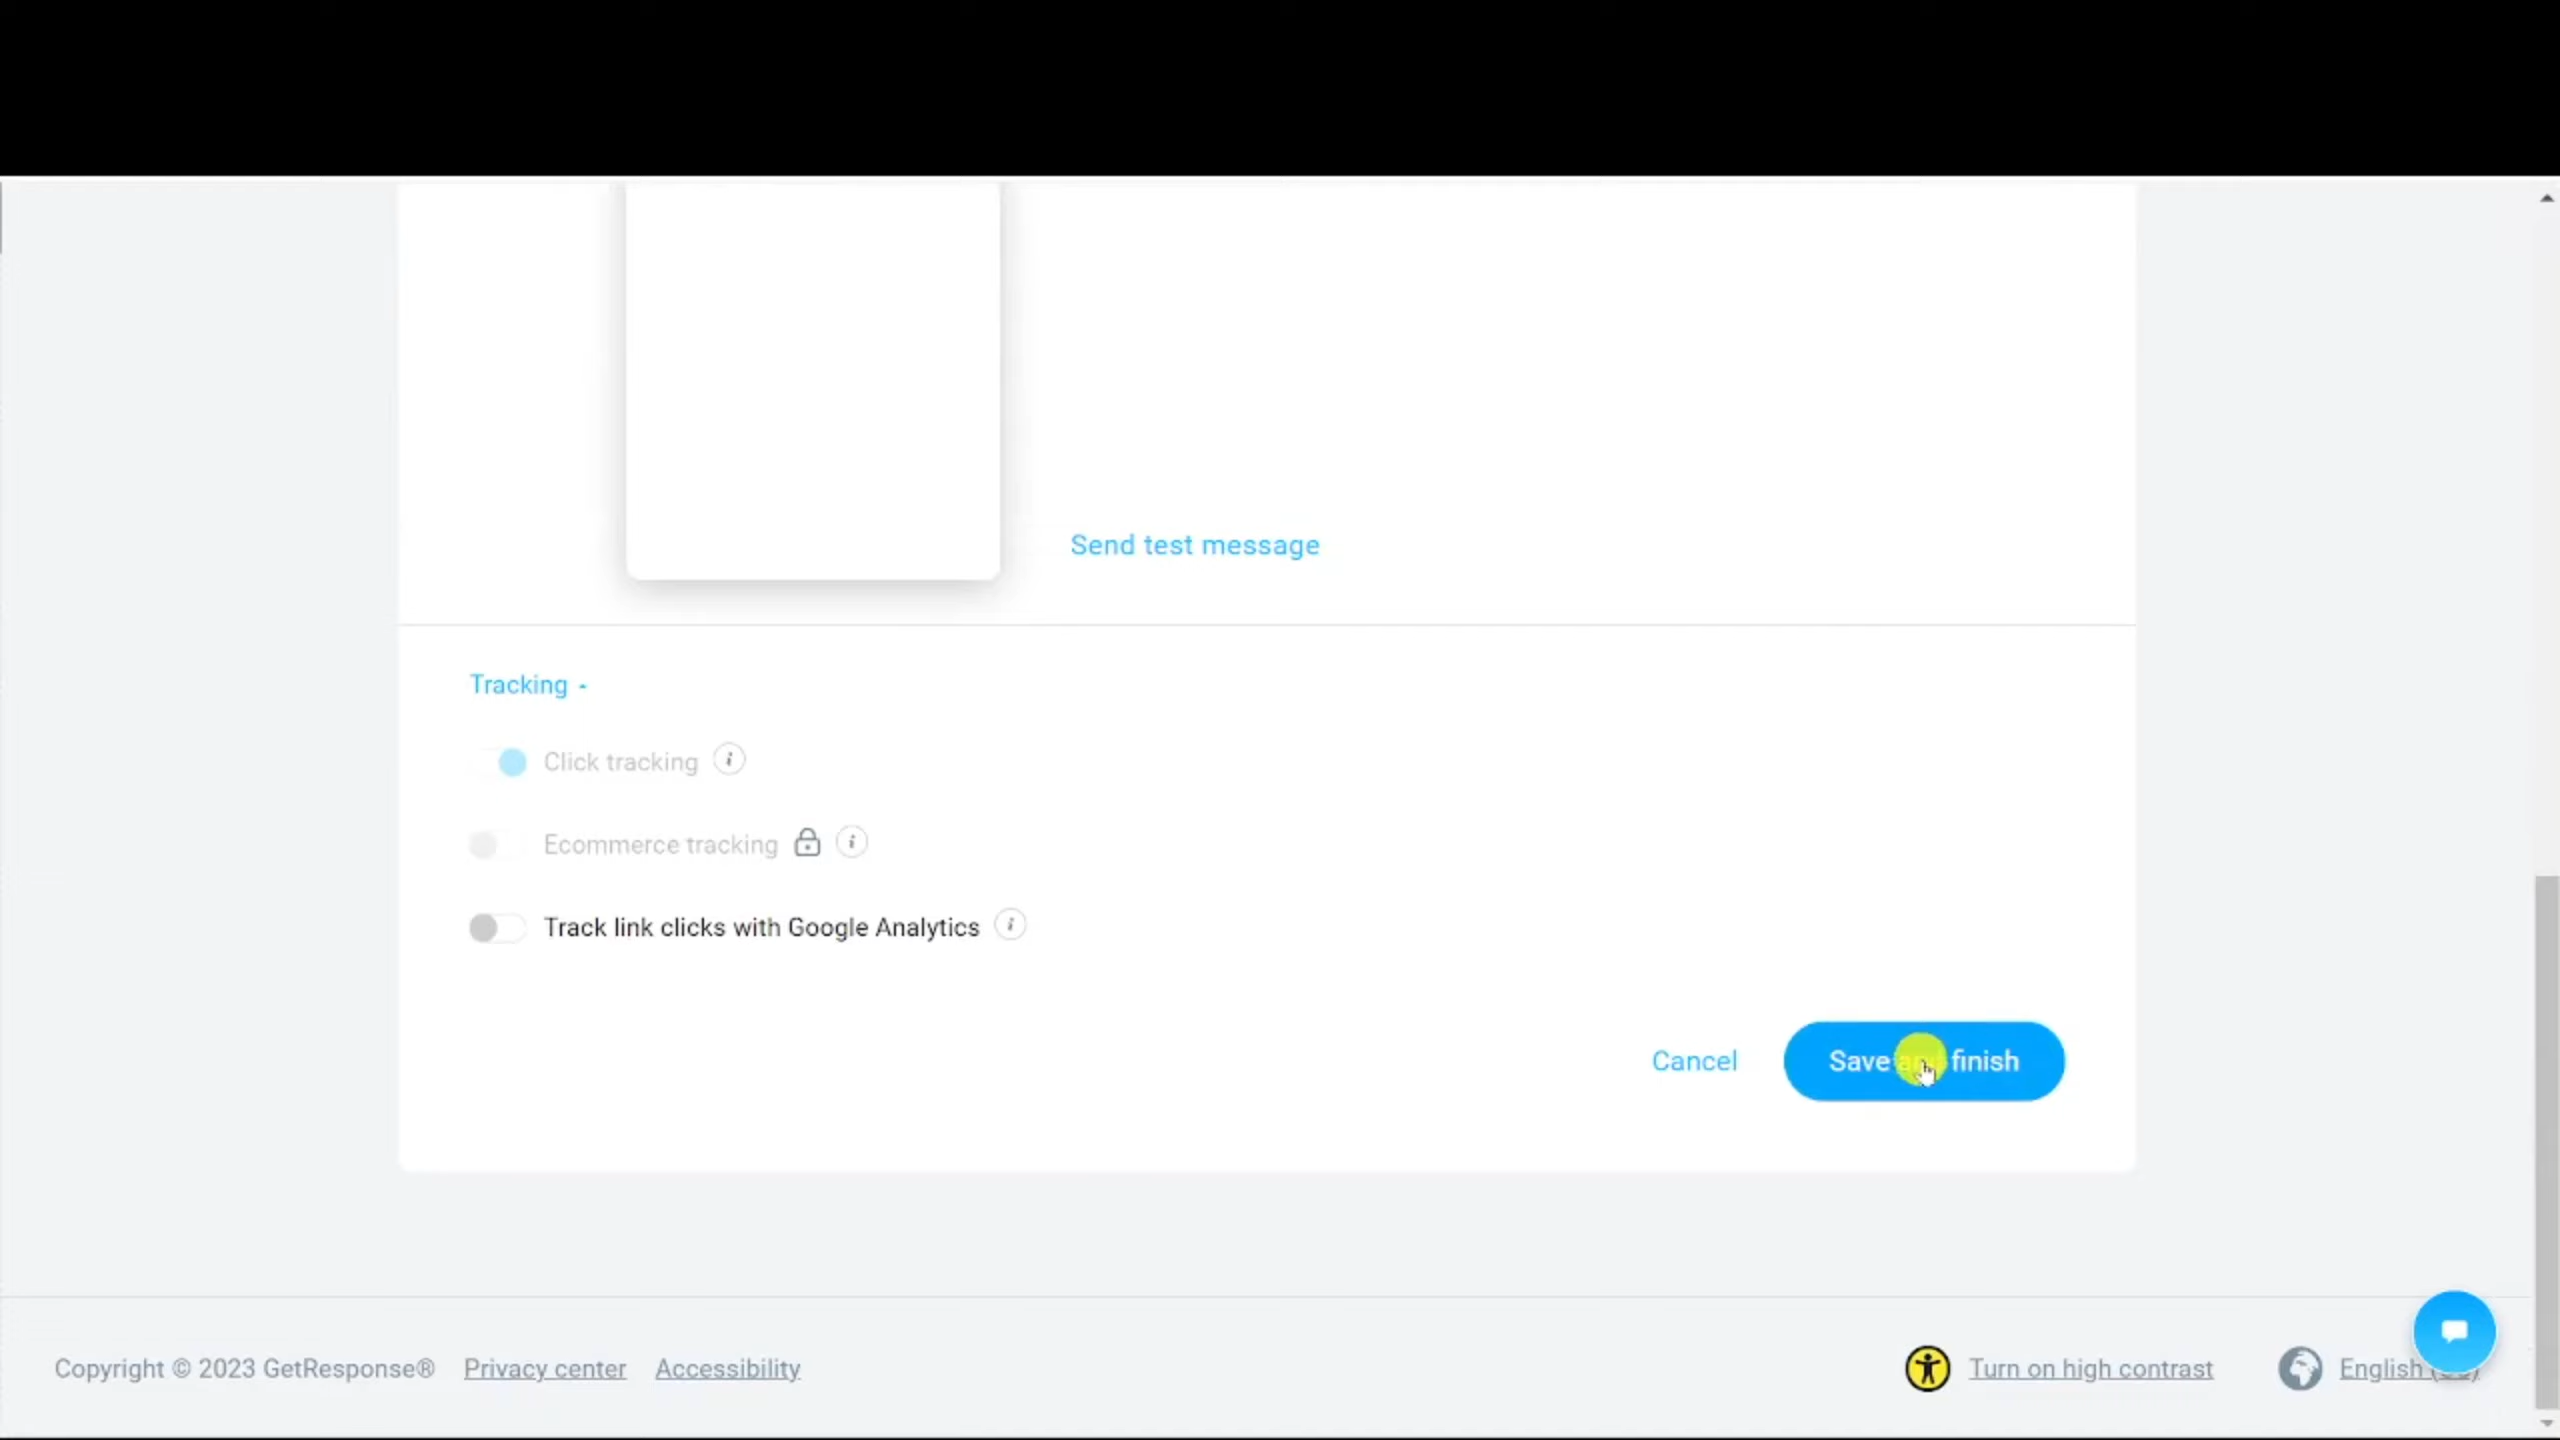 Send test message
Tracking
Click tracking
Ecommerce tracking
Track link clicks with Google Analytics
Cancel
Save finish
Copyright © 2023 GetResponse®
Privacy center
Accessibility
Turn on high contrast
English